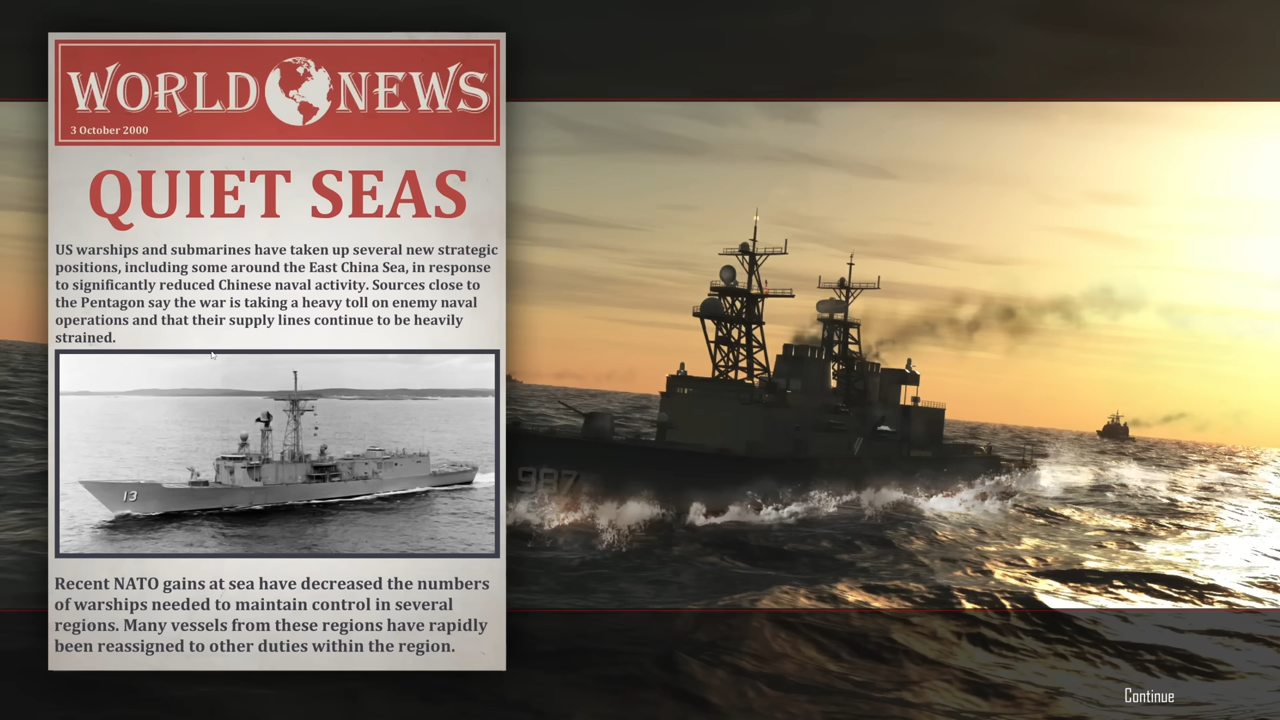 WORLD NEWS
3 October 2000
QUIET SEAS
US warships and submarines have taken up several new strategic
positions, including some around the East China Sea, in response
to significantly reduced Chinese naval activity. Sources close to
the Pentagon say the war is taking a heavy toll on enemy naval
operations and that their supply lines continue to be heavily
strained.
13
987
Recent NATO gains at sea have decreased the numbers
of warships needed to maintain control in several
regions. Many vessels from these regions have rapidly
been reassigned to other duties within the region.
Continue